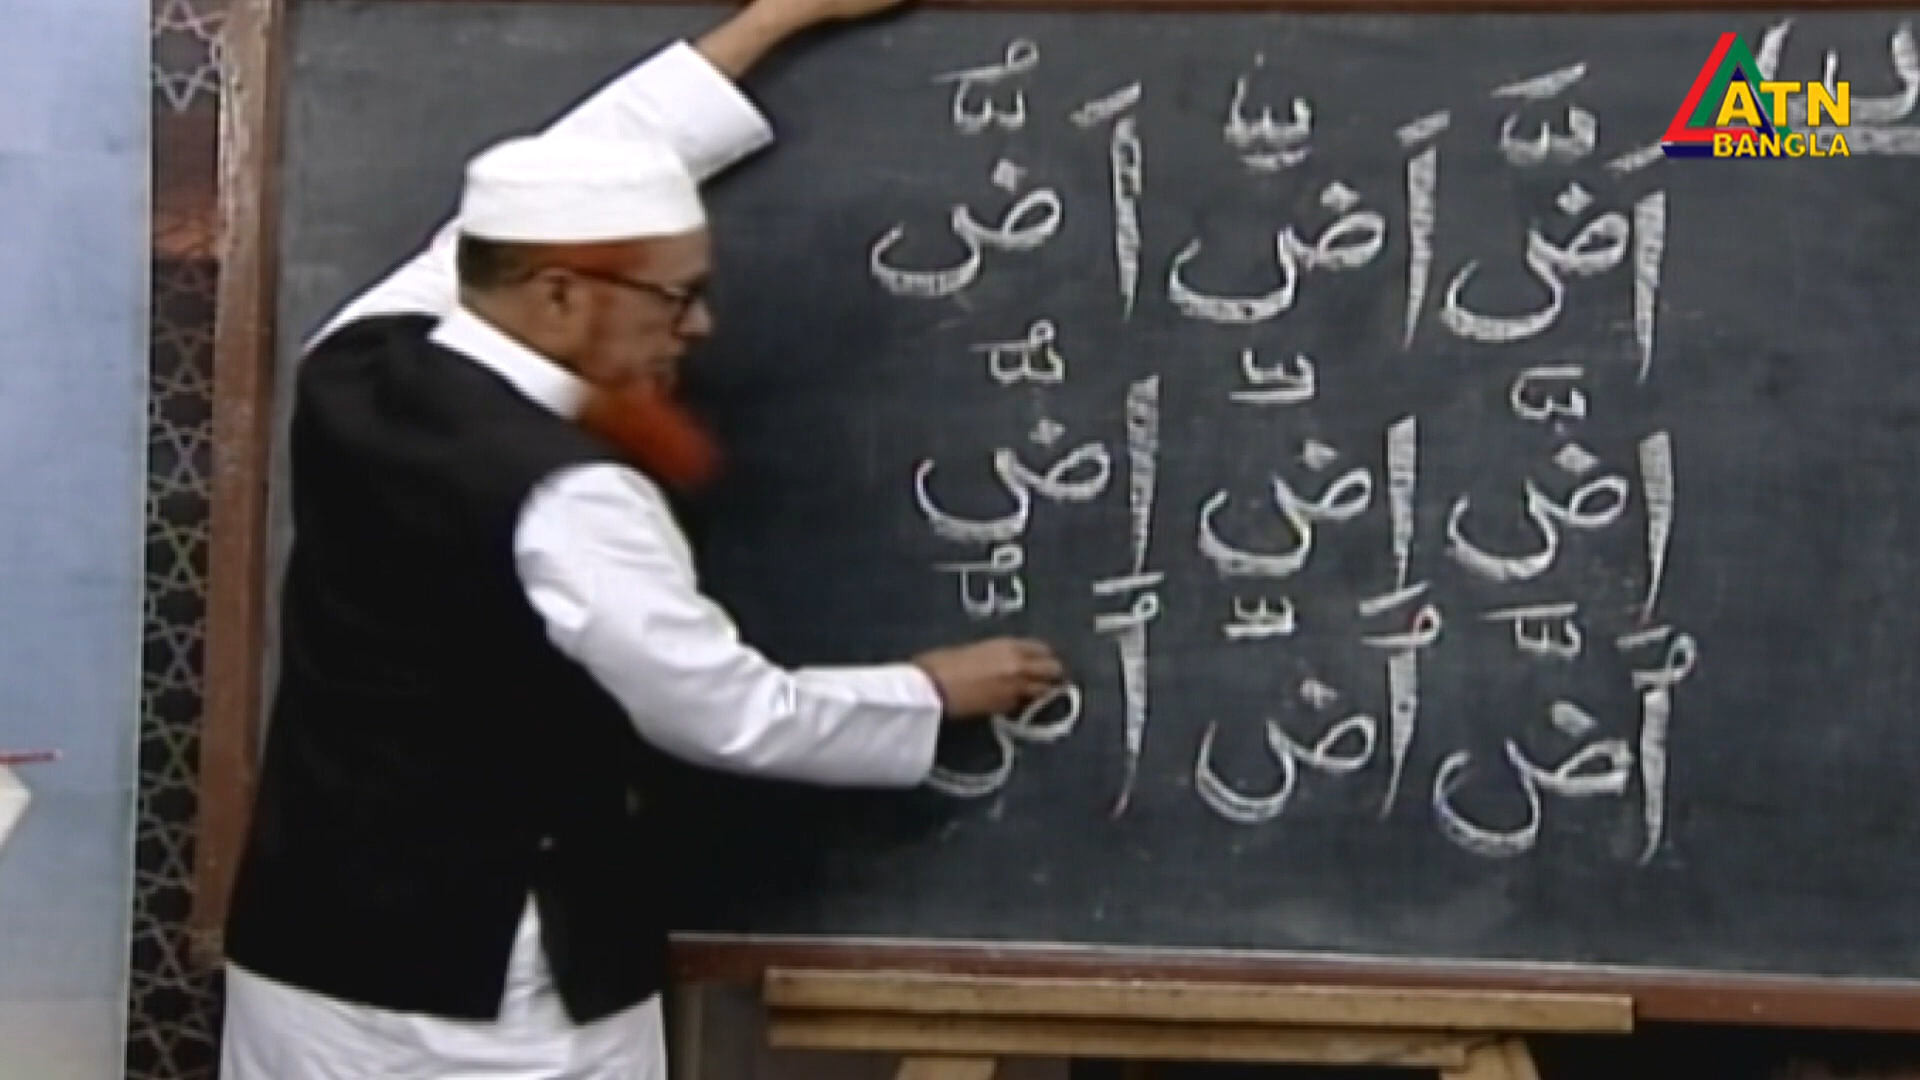 ATN
BANGLA
اَضَّ اَضِّ اَضُّ
اِضَّ اِضِّ اِضُّ
اُضَّ اُضِّ اُضُّ